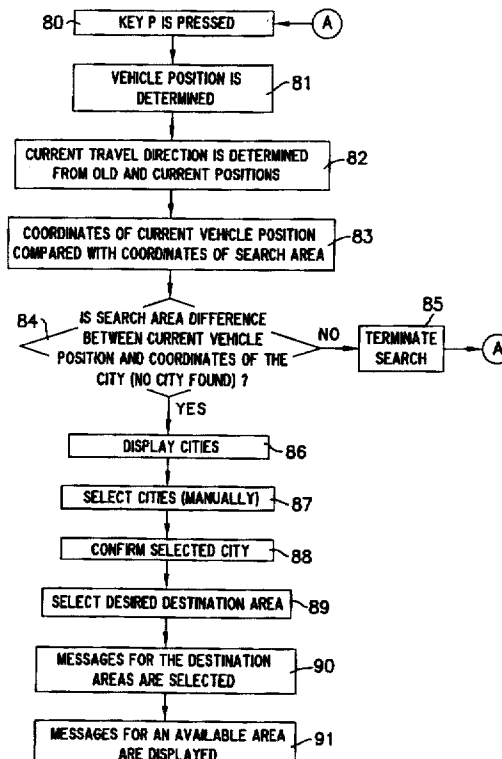 80
KEY P IS PRESSED
A
VEHICLE POSITION IS
DETERMINED
81
CURRENT TRAVEL DIRECTION IS DETERMINED
FROM OLD AND CURRENT POSITIONS
82
COORDINATES OF CURRENT VEHICLE POSITION
COMPARED WITH COORDINATES OF SEARCH AREA
83
84
IS SEARCH AREA DIFFERENCE
BETWEEN CURRENT VEHICLE
POSITION AND COORDINATES OF THE
CITY (NO CITY FOUND) ?
NO
85
TERMINATE
SEARCH
A
YES
DISPLAY CITIES
86
SELECT CITIES (MANUALLY)
87
CONFIRM SELECTED CITY
88
SELECT DESIRED DESTINATION AREA
89
MESSAGES FOR THE DESTINATION
AREAS ARE SELECTED
90
MESSAGES FOR AN AVAILABLE AREA
ARE DISPLAYED
91